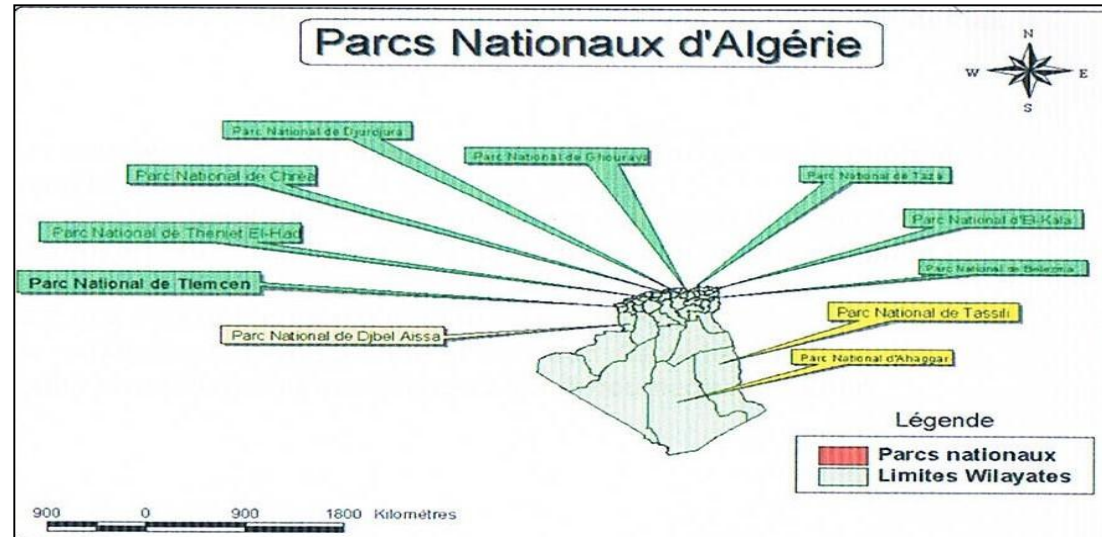 Parcs Nationaux d'Algérie
N
W E
S
Parc National de Djurdjura
Parc National de Ghouraya
Parc National de Chréa
Parc National de Taza
Parc National de Theniet El-Had
Parc National d'El-Kala
Parc National de Tlemcen
Parc National de Belezma
Parc National de Djbel Aissa
Parc National de Tassili
Parc National d'Ahaggar
Légende
Parcs nationaux
Limites Wilayates
900 0 900 1800 Kilométres